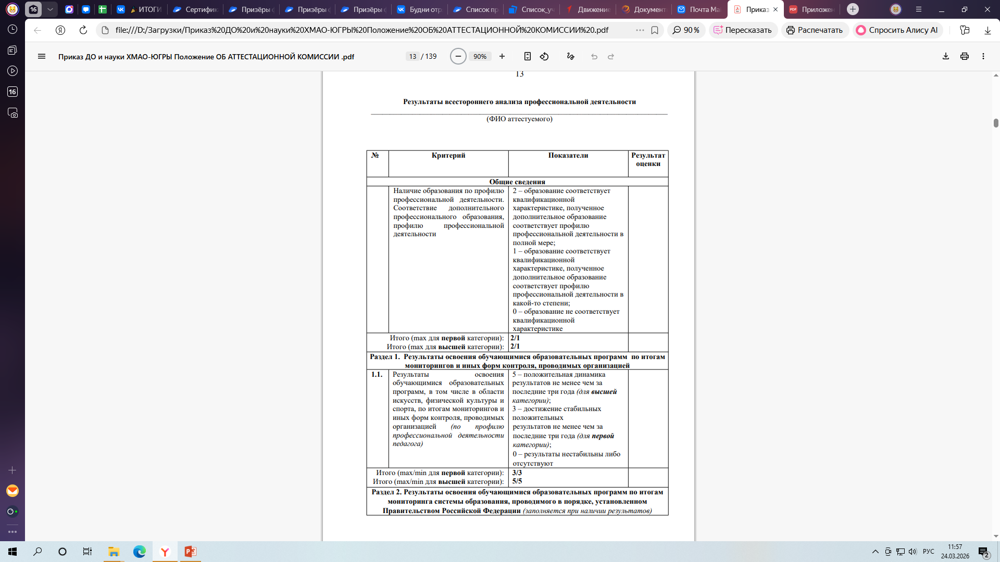 16
ИТОГИ
Сертифик
Призёры
Призёры
Призёры
Будни отр
Список пр
Список_уч
Движение
Документ
Почта Ма
Приказ
Приложен
file:///D:/Загрузки/Приказ%20ДО%20и%20науки%20ХМАО-ЮГРЫ%20Положение%20ОБ%20АТТЕСТАЦИОННОЙ%20КОМИССИИ%20.pdf
90 %
Пересказать
Распечатать
Спросить Алису AI
Приказ ДО и науки ХМАО-ЮГРЫ Положение ОБ АТТЕСТАЦИОННОЙ КОМИССИИ .pdf
13 / 139
90%
16
13
Результаты всестороннего анализа профессиональной деятельности
(ФИО аттестуемого)
№ Критерий Показатели Результат оценки
Общие сведения
Наличие образования по профилю
профессиональной деятельности.
Соответствие дополнительного
профессионального образования,
профилю профессиональной
деятельности
2 – образование соответствует
квалификационной
характеристике, полученное
дополнительное образование
соответствует профилю
профессиональной деятельности в
полной мере;
1 – образование соответствует
квалификационной
характеристике, полученное
дополнительное образование
соответствует профилю
профессиональной деятельности в
какой-то степени;
0 – образование не соответствует
квалификационной
характеристике
Итого (max для первой категории): 2/1
Итого (max для высшей категории): 2/1
Раздел 1. Результаты освоения обучающимися образовательных программ по итогам
мониторингов и иных форм контроля, проводимых организацией
1.1.
Результаты освоения
обучающимися образовательных
программ, в том числе в области
искусств, физической культуры и
спорта, по итогам мониторингов и
иных форм контроля, проводимых
организацией (по профилю
профессиональной деятельности
педагога)
5 – положительная динамика
результатов не менее чем за
последние три года (для высшей
категории);
3 – достижение стабильных
положительных
результатов не менее чем за
последние три года (для первой
категории);
0 – результаты нестабильны либо
отсутствуют
Итого (max/min для первой категории): 3/3
Итого (max/min для высшей категории): 5/5
Раздел 2. Результаты освоения обучающимися образовательных программ по итогам
мониторинга системы образования, проводимого в порядке, установленном
Правительством Российской Федерации (заполняется при наличии результатов)
РУС
11:57
24.03.2026
2